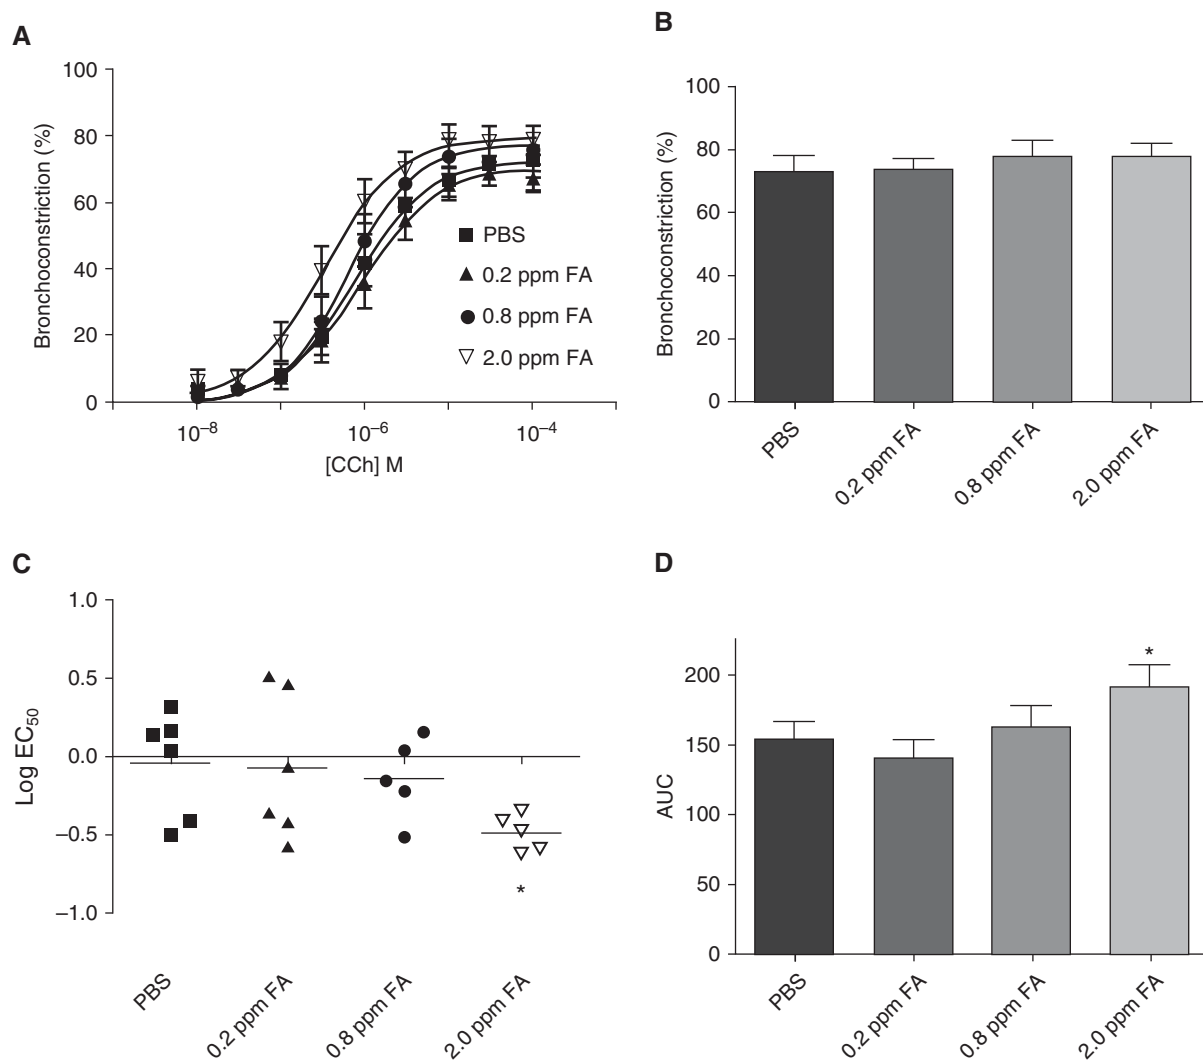 A
Bronchoconstriction (%)
100
80
60
40
20
0
PBS
0.2 ppm FA
0.8 ppm FA
2.0 ppm FA
10⁻⁸
10⁻⁶
10⁻⁴
[CCh] M
B
Bronchoconstriction (%)
100
80
60
40
20
0
PBS
0.2 ppm FA
0.8 ppm FA
2.0 ppm FA
C
Log EC₅₀
1.0
0.5
0.0
–0.5
–1.0
*
PBS
0.2 ppm FA
0.8 ppm FA
2.0 ppm FA
D
AUC
200
150
100
50
0
*
PBS
0.2 ppm FA
0.8 ppm FA
2.0 ppm FA